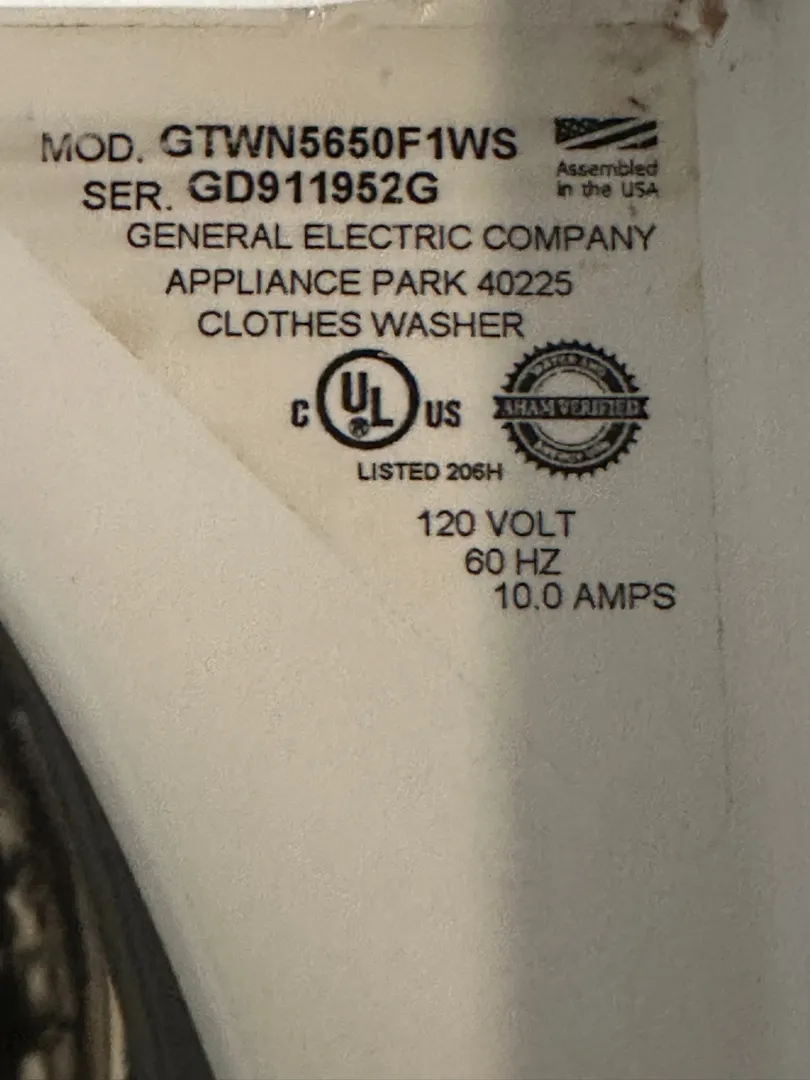 MOD. GTWN5650F1WS
SER. GD911952G
Assembled
in the USA
GENERAL ELECTRIC COMPANY
APPLIANCE PARK 40225
CLOTHES WASHER
C UL US
AHAM VERIFIED
LISTED 206H
120 VOLT
60 HZ
10.0 AMPS